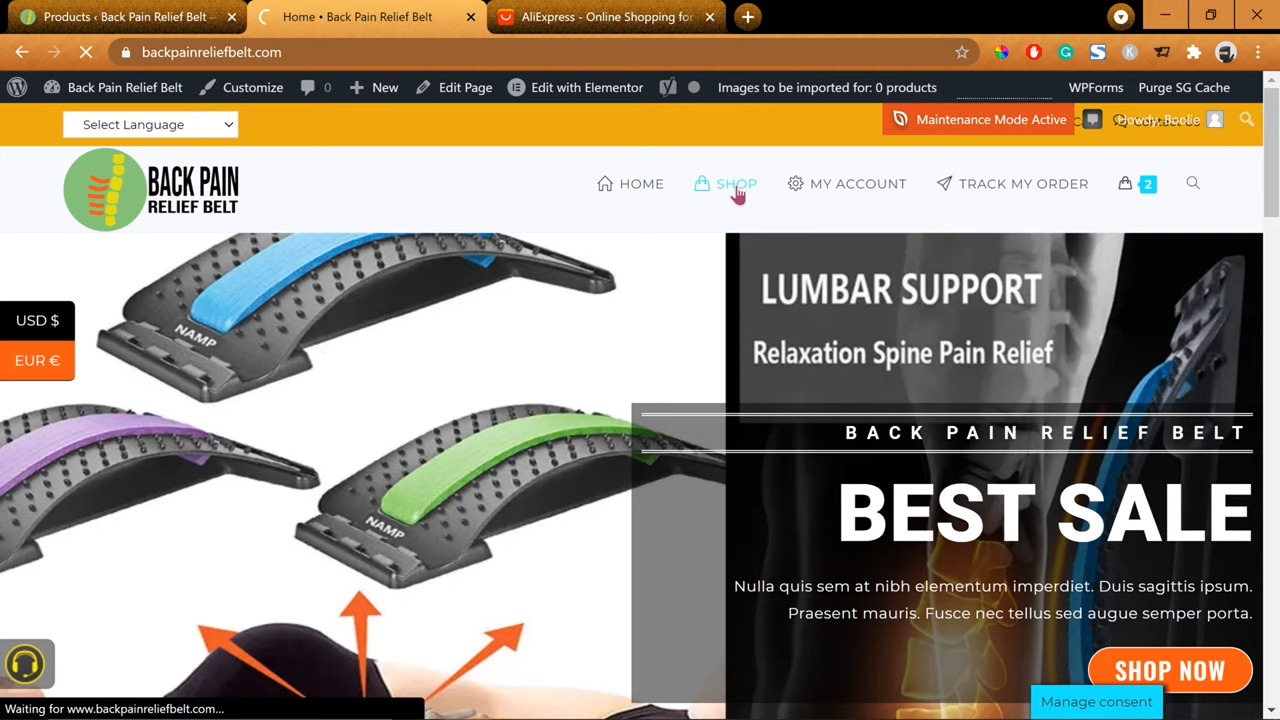 Products ‹ Back Pain Relief Belt –
Home • Back Pain Relief Belt
AliExpress - Online Shopping for
backpainreliefbelt.com
Back Pain Relief Belt
Customize
0
New
Edit Page
Edit with Elementor
Images to be imported for: 0 products
WPForms
Purge SG Cache
Select Language
Maintenance Mode Active
Howdy, Boolie
BACK PAIN
RELIEF BELT
HOME
SHOP
MY ACCOUNT
TRACK MY ORDER
2
LUMBAR SUPPORT
Relaxation Spine Pain Relief
USD $
EUR €
NAMP
NAMP
BACK PAIN RELIEF BELT
BEST SALE
Nulla quis sem at nibh elementum imperdiet. Duis sagittis ipsum.
Praesent mauris. Fusce nec tellus sed augue semper porta.
SHOP NOW
Manage consent
Waiting for www.backpainreliefbelt.com...